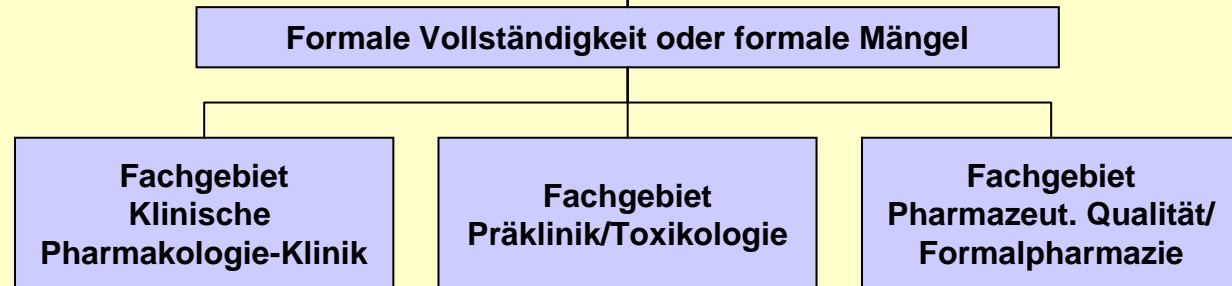 Formale Vollständigkeit oder formale Mängel
Fachgebiet
Klinische
Pharmakologie-Klinik
Fachgebiet
Präklinik/Toxikologie
Fachgebiet
Pharmazeut. Qualität/
Formalpharmazie